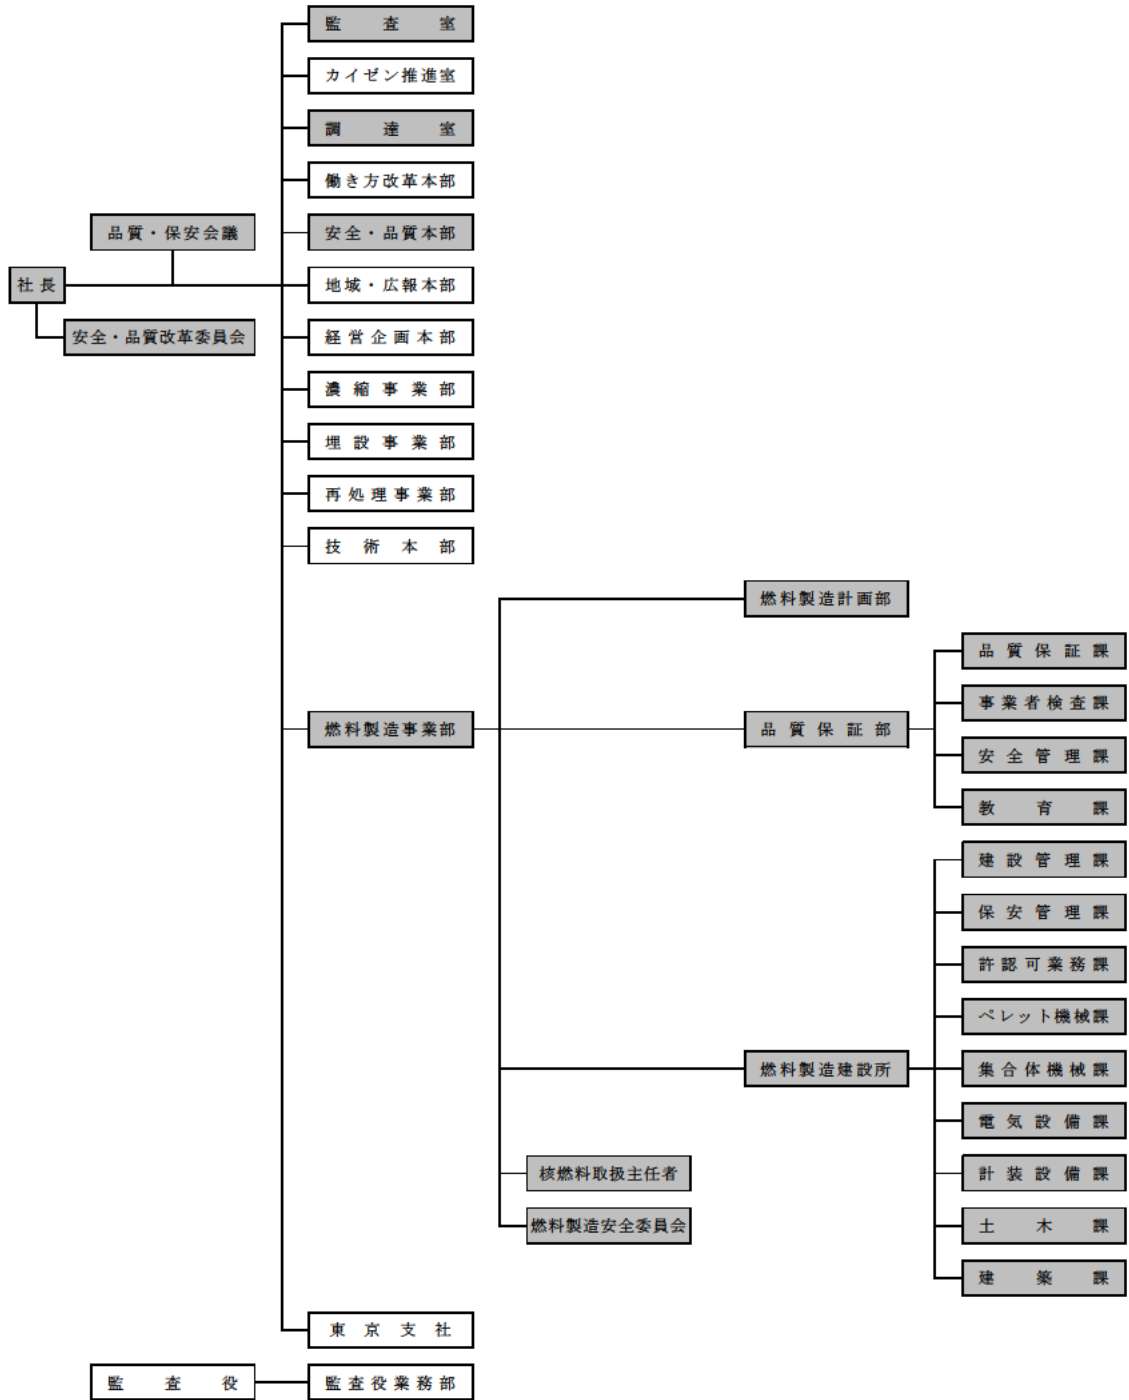 監査室
カイゼン推進室
調達室
働き方改革本部
品質・保安会議
安全・品質本部
社長
地域・広報本部
安全・品質改革委員会
経営企画本部
濃縮事業部
埋設事業部
再処理事業部
技術本部
燃料製造計画部
品質保証課
事業者検査課
燃料製造事業部
品質保証部
安全管理課
教育課
建設管理課
保安管理課
許認可業務課
ペレット機械課
燃料製造建設所
集合体機械課
電気設備課
核燃料取扱主任者
計装設備課
燃料製造安全委員会
土木課
建築課
東京支社
監査役
監査役業務部